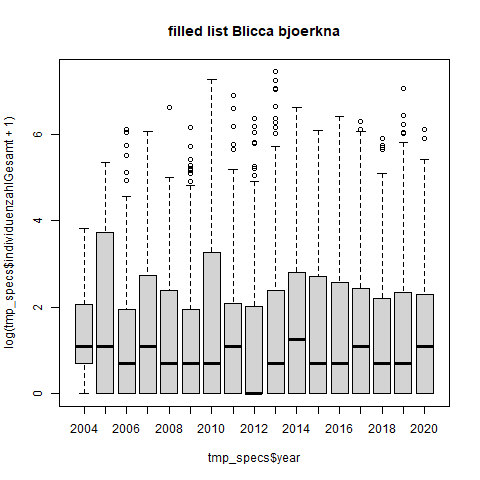 filled list Blicca bjoerkna
log(tmp_specs$individuenzahlGesamt + 1)
6
4
2
0
2004 2006 2008 2010 2012 2014 2016 2018 2020
tmp_specs$year